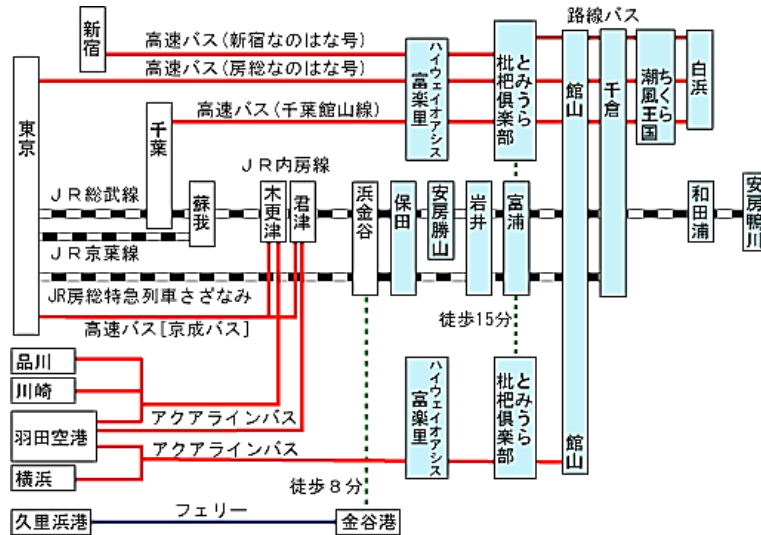 路線バス
新宿
高速バス(新宿なのはな号)
高速バス(房総なのはな号)
高速バス(千葉館山線)
ハイウェイオアシス
富楽里
とみうら
枇杷倶楽部
館山
千倉
ちくら
潮風王国
白浜
東京
千葉
JR内房線
JR総武線
蘇我
木更津
君津
浜金谷
保田
安房勝山
岩井
富浦
和田浦
安房鴨川
JR京葉線
JR房総特急列車さざなみ
高速バス[京成バス]
徒歩15分
品川
川崎
羽田空港
アクアラインバス
アクアラインバス
横浜
ハイウェイオアシス
富楽里
とみうら
枇杷倶楽部
館山
徒歩8分
久里浜港
フェリー
金谷港